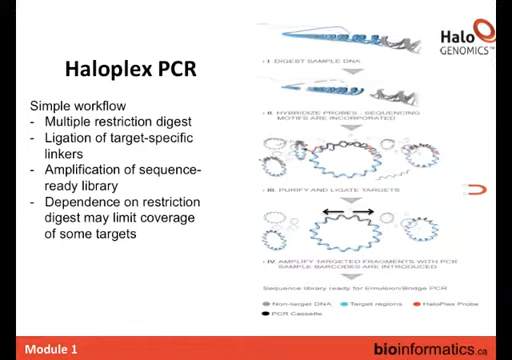 Haloplex PCR
Simple workflow
- Multiple restriction digest
- Ligation of target-specific
linkers
- Amplification of sequence-
ready library
- Dependence on restriction
digest may limit coverage
of some targets
Halo
GENOMICS™
I DIGEST SAMPLE DNA
II. HYBRIDIZE PROBES - SEQUENCING
MOTIFS ARE INCORPORATED
III. PURIFY AND LIGATE TARGETS
IV. AMPLIFY TARGETED FRAGMENTS WITH PCR
SAMPLE BARCODES ARE INTRODUCED
Sequence library ready for Emulsion/Bridge PCR
Non-target DNA Target regions HaloPlex Probe
PCR Cassette
Module 1
bioinformatics.ca